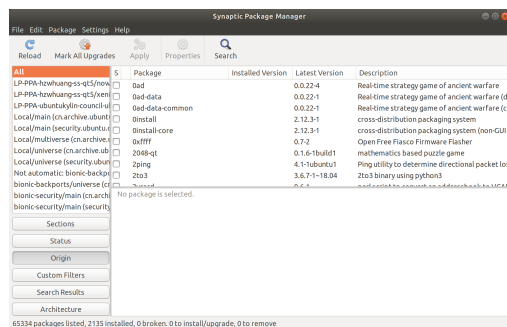 Synaptic Package Manager
File Edit Package Settings Help
Reload Mark All Upgrades Apply Properties Search
All
LP-PPA-hzwhuang-ss-qt5/now
LP-PPA-hzwhuang-ss-qt5/xeni
LP-PPA-ubuntukylin-council-ul
Local/main (cn.archive.ubunt
Local/main (security.ubuntu.c
Local/multiverse (cn.archive.
Local/universe (cn.archive.ub
Local/universe (security.ubun
Not automatic: bionic-backpo
bionic-backports/universe (cn
bionic-security/main (cn.archi
bionic-security/main (security
S Package Installed Version Latest Version Description
0ad 0.0.22-4 Real-time strategy game of ancient warfare
0ad-data 0.0.22-1 Real-time strategy game of ancient warfare (d
0ad-data-common 0.0.22-1 Real-time strategy game of ancient warfare (c
0install 2.12.3-1 cross-distribution packaging system
0install-core 2.12.3-1 cross-distribution packaging system (non-GUI
0xffff 0.7-2 Open Free Fiasco Firmware Flasher
2048-qt 0.1.6-1build1 mathematics based puzzle game
2ping 4.1-1ubuntu1 Ping utility to determine directional packet los
2to3 3.6.7-1~18.04 2to3 binary using python3
No package is selected.
Sections
Status
Origin
Custom Filters
Search Results
Architecture
65334 packages listed, 2135 installed, 0 broken. 0 to install/upgrade, 0 to remove